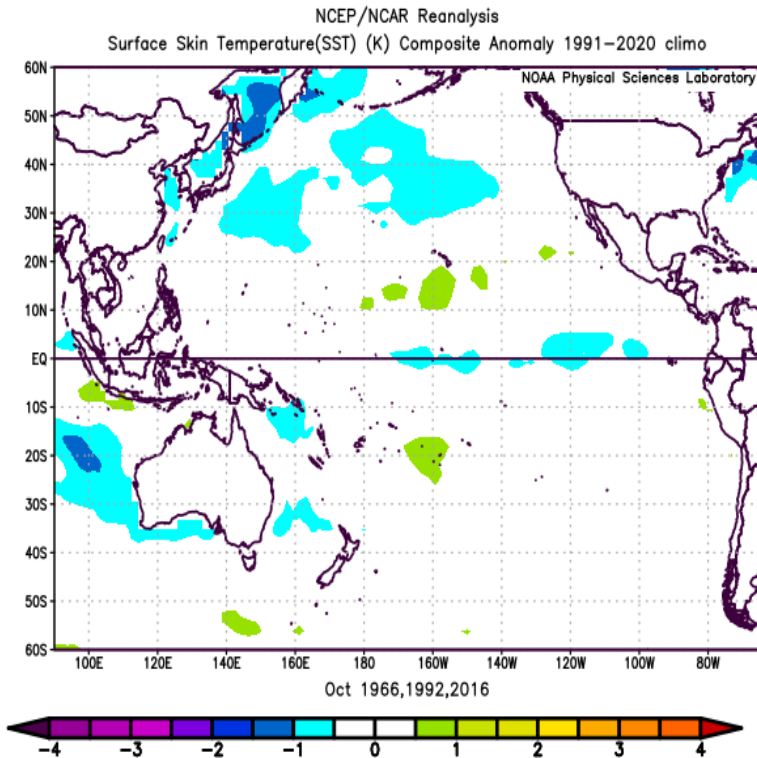 NCEP/NCAR Reanalysis
Surface Skin Temperature(SST) (K) Composite Anomaly 1991-2020 climo
NOAA Physical Sciences Laboratory
60N
50N
40N
30N
20N
10N
EQ
10S
20S
30S
40S
50S
60S
100E 120E 140E 160E 180 160W 140W 120W 100W 80W
Oct 1966,1992,2016
-4 -3 -2 -1 0 1 2 3 4